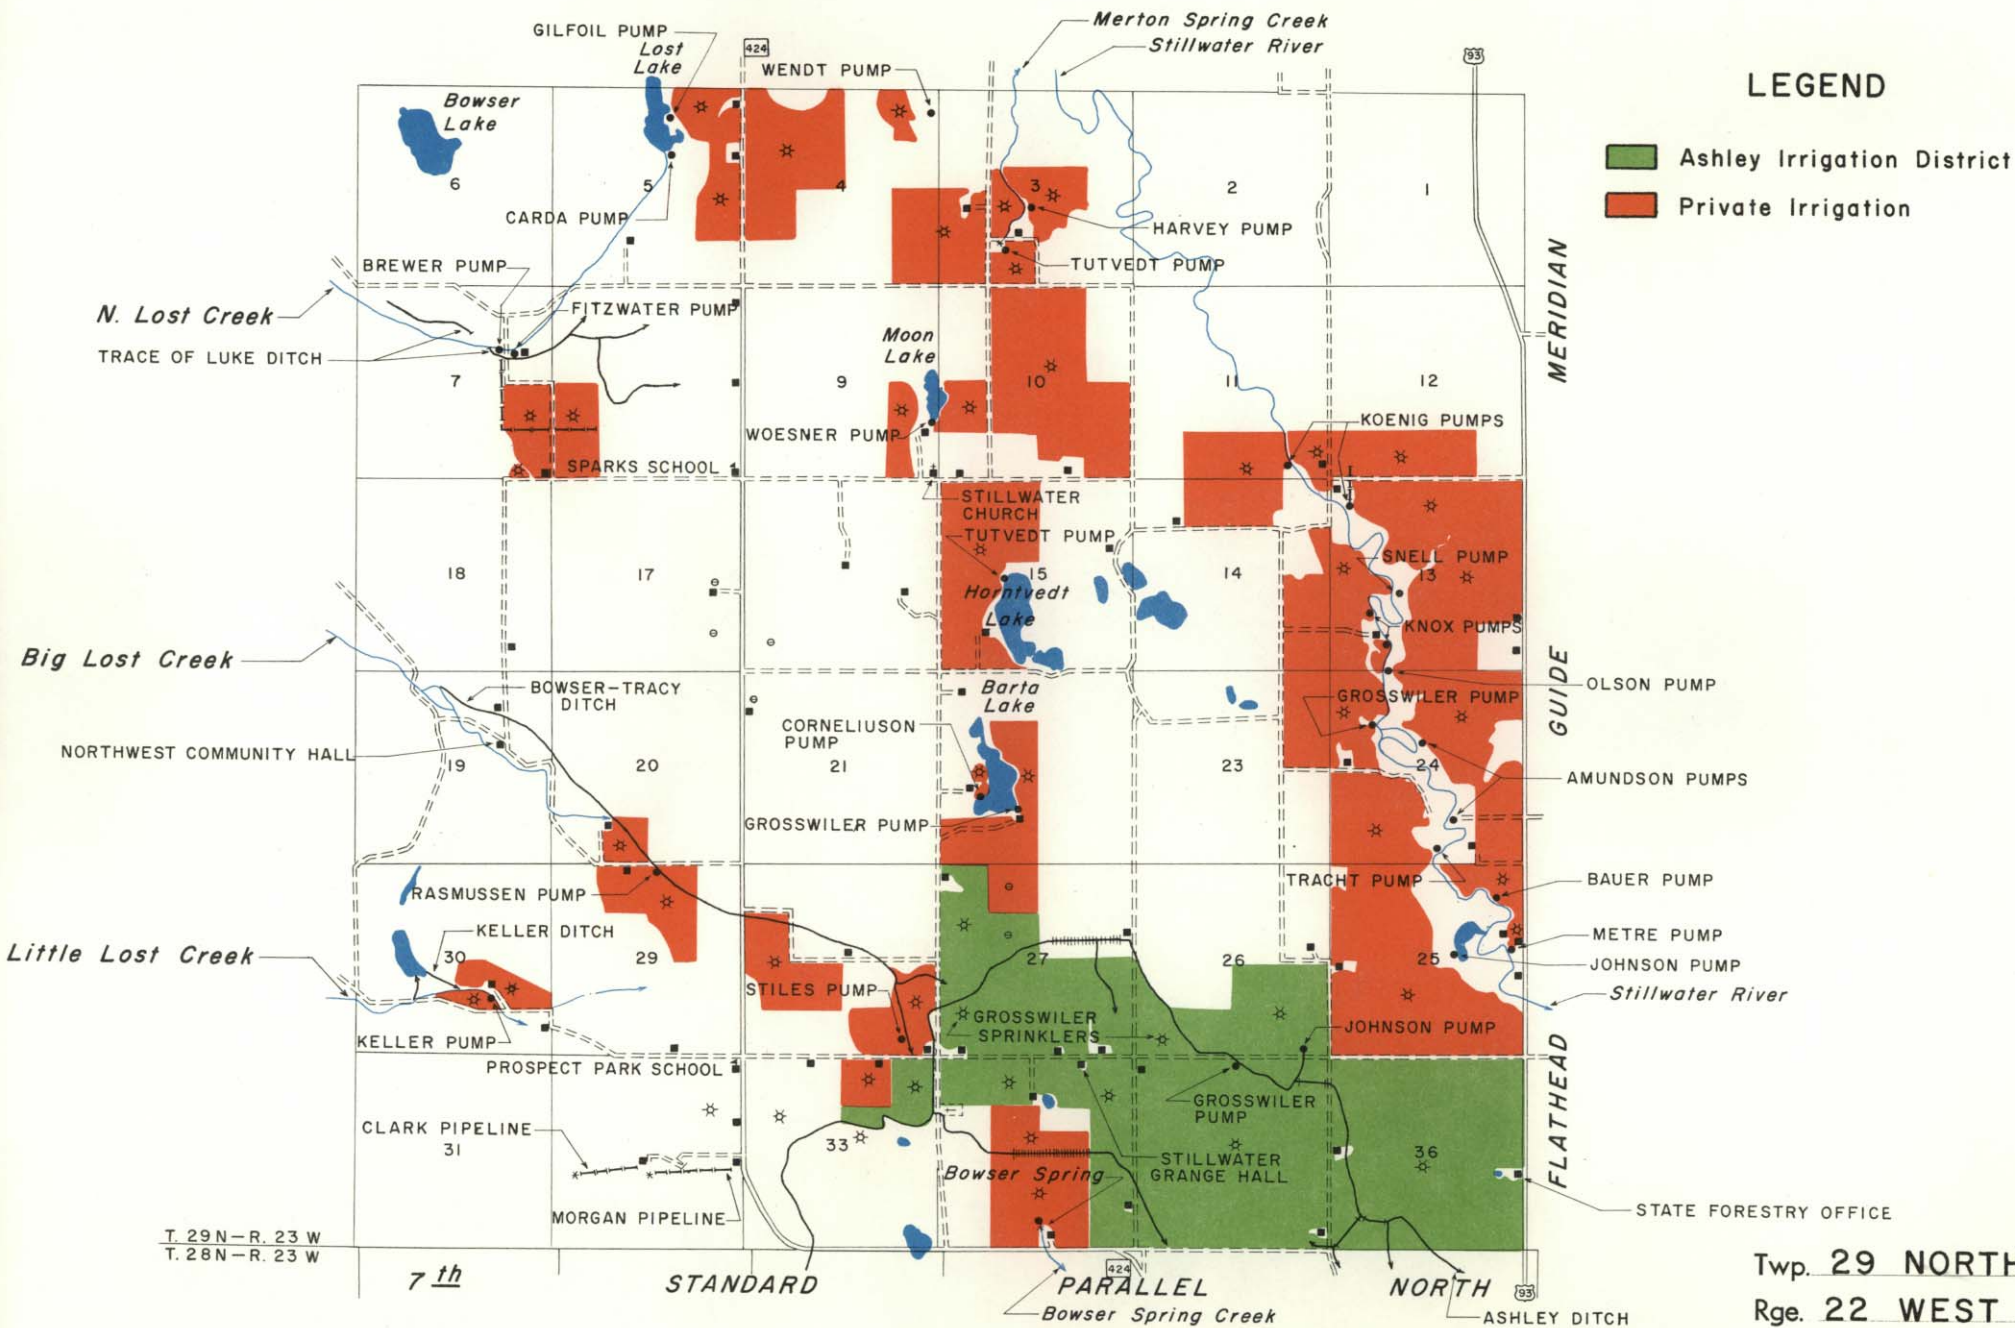 GILFOIL PUMP
Lost
Lake
424
WENDT PUMP
Merton Spring Creek
Stillwater River
93
LEGEND
Ashley Irrigation District
Private Irrigation
Bowser
Lake
6
5
4
3
2
1
CARDA PUMP
HARVEY PUMP
TUTVEDT PUMP
BREWER PUMP
N. Lost Creek
FITZWATER PUMP
TRACE OF LUKE DITCH
Moon
Lake
MERIDIAN
7
9
10
11
12
WOESNER PUMP
KOENIG PUMPS
SPARKS SCHOOL
STILLWATER
CHURCH
TUTVEDT PUMP
SNELL PUMP
18
17
15
14
13
Horntvedt
Lake
KNOX PUMPS
Big Lost Creek
BOWSER-TRACY
DITCH
Barta
Lake
GROSSWILER PUMP
OLSON PUMP
GUIDE
CORNELIUSON
PUMP
NORTHWEST COMMUNITY HALL
19
20
21
23
24
AMUNDSON PUMPS
GROSSWILER PUMP
RASMUSSEN PUMP
TRACHT PUMP
BAUER PUMP
KELLER DITCH
METRE PUMP
Little Lost Creek
30
29
27
26
25
JOHNSON PUMP
STILES PUMP
Stillwater River
GROSSWILER
SPRINKLERS
JOHNSON PUMP
KELLER PUMP
PROSPECT PARK SCHOOL
GROSSWILER
PUMP
FLATHEAD
CLARK PIPELINE
31
33
36
STILLWATER
GRANGE HALL
Bowser Spring
MORGAN PIPELINE
STATE FORESTRY OFFICE
T. 29 N-R. 23 W
T. 28 N-R. 23 W
7th STANDARD PARALLEL NORTH
424
93
Bowser Spring Creek
ASHLEY DITCH
Twp. 29 NORTH
Rge. 22 WEST